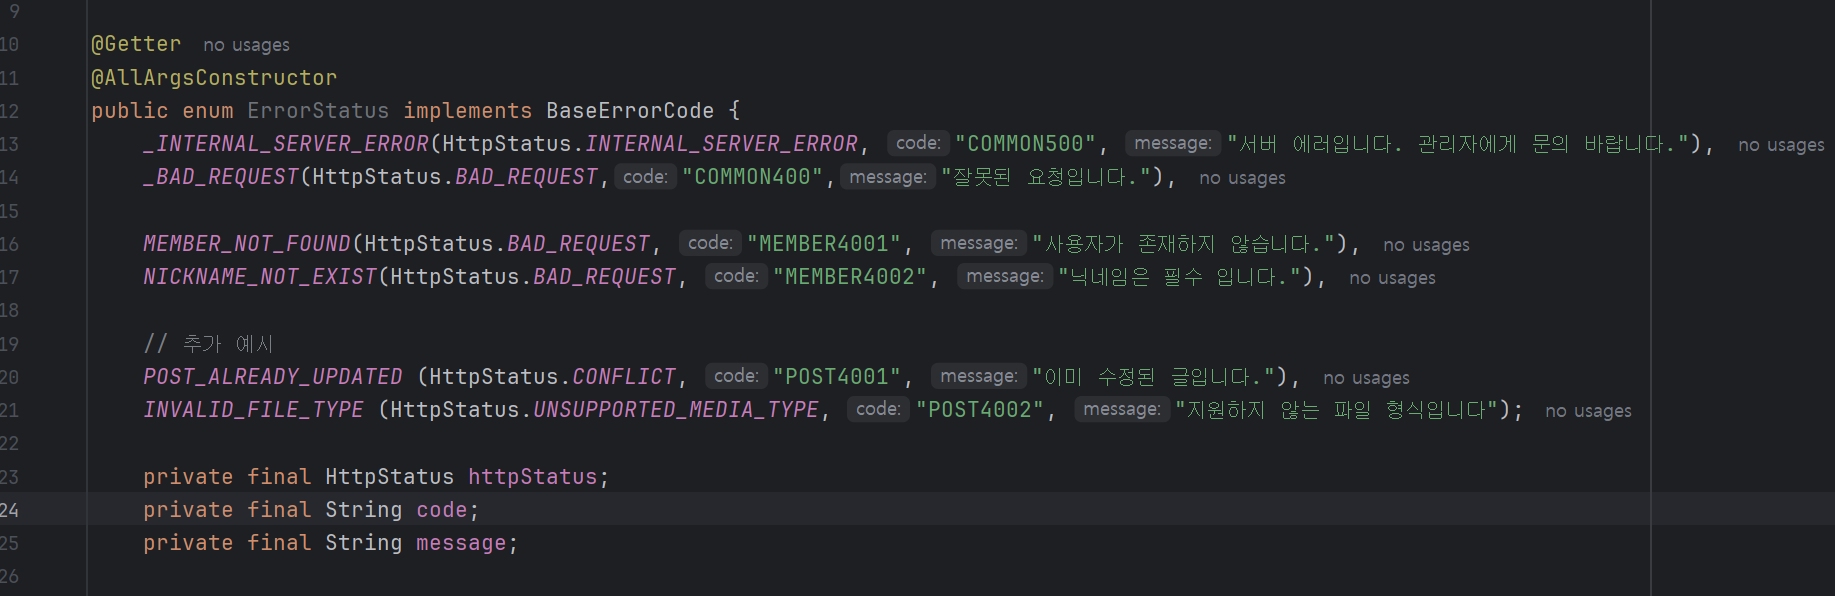 9
10 @Getter no usages
11 @AllArgsConstructor
12 public enum ErrorStatus implements BaseErrorCode {
13 _INTERNAL_SERVER_ERROR(HttpStatus.INTERNAL_SERVER_ERROR, code: "COMMON500", message: "서버 에러입니다. 관리자에게 문의 바랍니다."), no usages
14 _BAD_REQUEST(HttpStatus.BAD_REQUEST, code: "COMMON400", message: "잘못된 요청입니다."), no usages
15
16 MEMBER_NOT_FOUND(HttpStatus.BAD_REQUEST, code: "MEMBER4001", message: "사용자가 존재하지 않습니다."), no usages
17 NICKNAME_NOT_EXIST(HttpStatus.BAD_REQUEST, code: "MEMBER4002", message: "닉네임은 필수 입니다."), no usages
18
19 // 추가 예시
20 POST_ALREADY_UPDATED (HttpStatus.CONFLICT, code: "POST4001", message: "이미 수정된 글입니다."), no usages
21 INVALID_FILE_TYPE (HttpStatus.UNSUPPORTED_MEDIA_TYPE, code: "POST4002", message: "지원하지 않는 파일 형식입니다"); no usages
22
23 private final HttpStatus httpStatus;
24 private final String code;
25 private final String message;
26